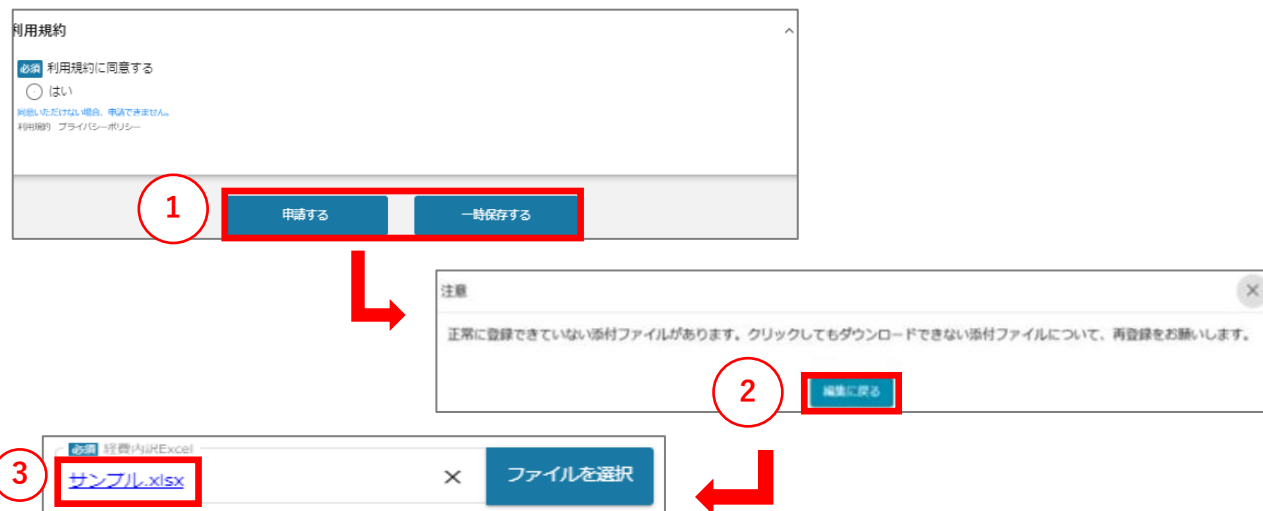 利用規約
必須 利用規約に同意する
はい
同意いただけない場合、申請できません。
利用規約 プライバシーポリシー
1
申請する 一時保存する
注意
正常に登録できていない添付ファイルがあります。クリックしてもダウンロードできない添付ファイルについて、再登録をお願いします。
2
編集に戻る
必須 経費内訳Excel
3
サンプル.xlsx
ファイルを選択